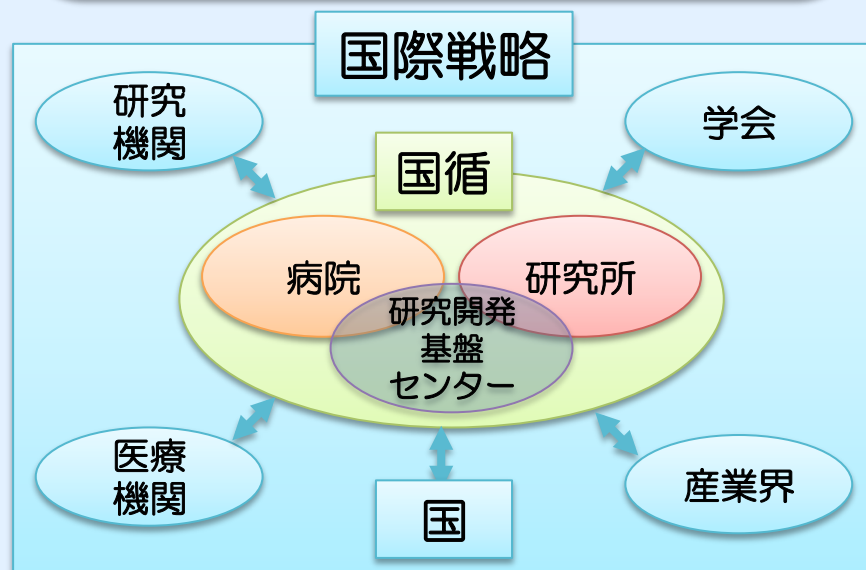 国際戦略
研究
機関
学会
国循
病院
研究所
研究開発
基盤
センター
医療
機関
国
産業界